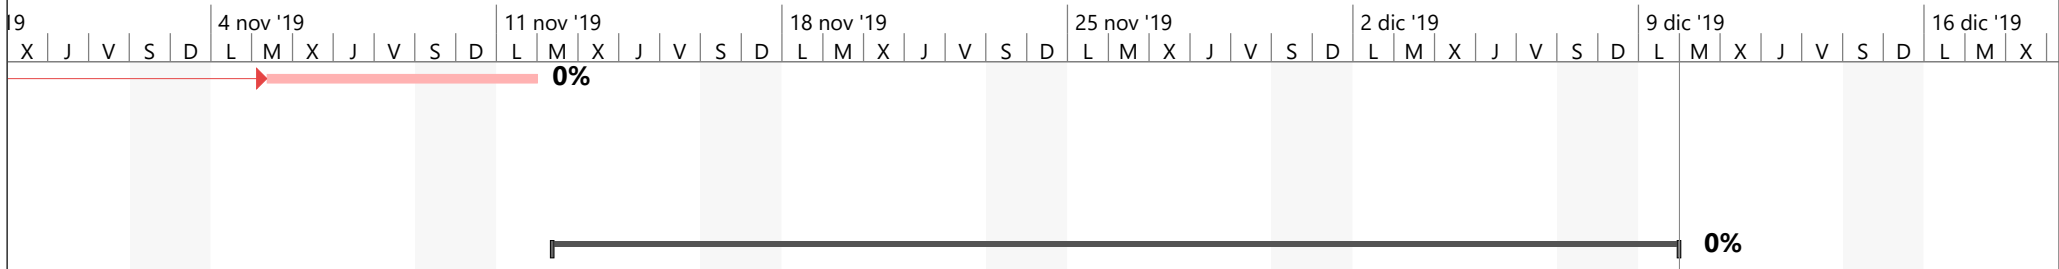 19 4 nov '19 11 nov '19 18 nov '19 25 nov '19 2 dic '19 9 dic '19 16 dic '19
X J V S D L M X J V S D L M X J V S D L M X J V S D L M X J V S D L M X J V S D L M X J V S D L M X
0%
0%